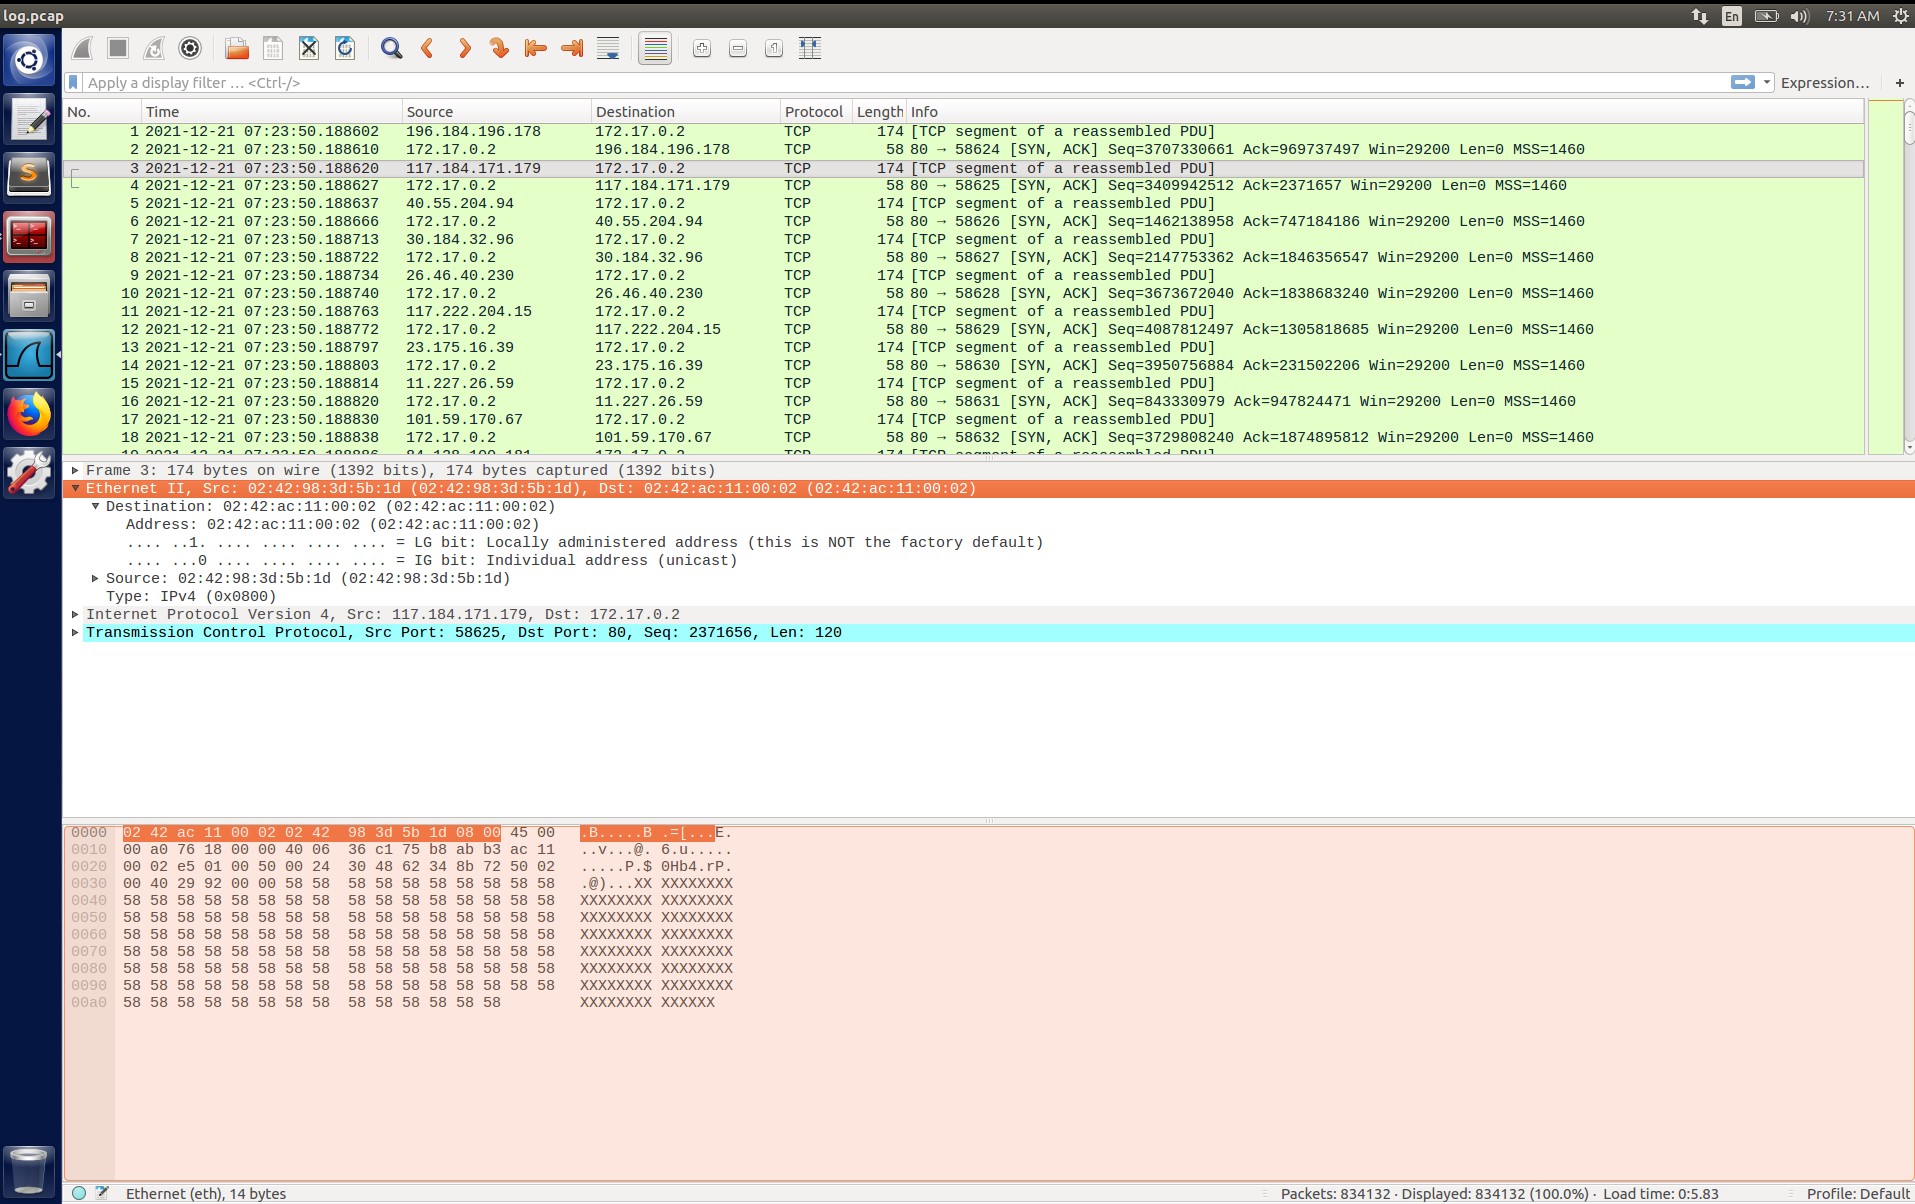 log.pcap En 7:31 AM
Apply a display filter … <Ctrl-/> Expression… +
No. Time Source Destination Protocol Length Info
1 2021-12-21 07:23:50.188602 196.184.196.178 172.17.0.2 TCP 174 [TCP segment of a reassembled PDU]
2 2021-12-21 07:23:50.188610 172.17.0.2 196.184.196.178 TCP 58 80 → 58624 [SYN, ACK] Seq=3707330661 Ack=969737497 Win=29200 Len=0 MSS=1460
3 2021-12-21 07:23:50.188620 117.184.171.179 172.17.0.2 TCP 174 [TCP segment of a reassembled PDU]
4 2021-12-21 07:23:50.188627 172.17.0.2 117.184.171.179 TCP 58 80 → 58625 [SYN, ACK] Seq=3409942512 Ack=2371657 Win=29200 Len=0 MSS=1460
5 2021-12-21 07:23:50.188637 40.55.204.94 172.17.0.2 TCP 174 [TCP segment of a reassembled PDU]
6 2021-12-21 07:23:50.188666 172.17.0.2 40.55.204.94 TCP 58 80 → 58626 [SYN, ACK] Seq=1462138958 Ack=747184186 Win=29200 Len=0 MSS=1460
7 2021-12-21 07:23:50.188713 30.184.32.96 172.17.0.2 TCP 174 [TCP segment of a reassembled PDU]
8 2021-12-21 07:23:50.188722 172.17.0.2 30.184.32.96 TCP 58 80 → 58627 [SYN, ACK] Seq=2147753362 Ack=1846356547 Win=29200 Len=0 MSS=1460
9 2021-12-21 07:23:50.188734 26.46.40.230 172.17.0.2 TCP 174 [TCP segment of a reassembled PDU]
10 2021-12-21 07:23:50.188740 172.17.0.2 26.46.40.230 TCP 58 80 → 58628 [SYN, ACK] Seq=3673672040 Ack=1838683240 Win=29200 Len=0 MSS=1460
11 2021-12-21 07:23:50.188763 117.222.204.15 172.17.0.2 TCP 174 [TCP segment of a reassembled PDU]
12 2021-12-21 07:23:50.188772 172.17.0.2 117.222.204.15 TCP 58 80 → 58629 [SYN, ACK] Seq=4087812497 Ack=1305818685 Win=29200 Len=0 MSS=1460
13 2021-12-21 07:23:50.188797 23.175.16.39 172.17.0.2 TCP 174 [TCP segment of a reassembled PDU]
14 2021-12-21 07:23:50.188803 172.17.0.2 23.175.16.39 TCP 58 80 → 58630 [SYN, ACK] Seq=3950756884 Ack=231502206 Win=29200 Len=0 MSS=1460
15 2021-12-21 07:23:50.188814 11.227.26.59 172.17.0.2 TCP 174 [TCP segment of a reassembled PDU]
16 2021-12-21 07:23:50.188820 172.17.0.2 11.227.26.59 TCP 58 80 → 58631 [SYN, ACK] Seq=843330979 Ack=947824471 Win=29200 Len=0 MSS=1460
17 2021-12-21 07:23:50.188830 101.59.170.67 172.17.0.2 TCP 174 [TCP segment of a reassembled PDU]
18 2021-12-21 07:23:50.188838 172.17.0.2 101.59.170.67 TCP 58 80 → 58632 [SYN, ACK] Seq=3729808240 Ack=1874895812 Win=29200 Len=0 MSS=1460
Frame 3: 174 bytes on wire (1392 bits), 174 bytes captured (1392 bits)
Ethernet II, Src: 02:42:98:3d:5b:1d (02:42:98:3d:5b:1d), Dst: 02:42:ac:11:00:02 (02:42:ac:11:00:02)
Destination: 02:42:ac:11:00:02 (02:42:ac:11:00:02)
Address: 02:42:ac:11:00:02 (02:42:ac:11:00:02)
.... ..1. .... .... .... .... = LG bit: Locally administered address (this is NOT the factory default)
.... ...0 .... .... .... .... = IG bit: Individual address (unicast)
Source: 02:42:98:3d:5b:1d (02:42:98:3d:5b:1d)
Type: IPv4 (0x0800)
Internet Protocol Version 4, Src: 117.184.171.179, Dst: 172.17.0.2
Transmission Control Protocol, Src Port: 58625, Dst Port: 80, Seq: 2371656, Len: 120
0000 02 42 ac 11 00 02 02 42 98 3d 5b 1d 08 00 45 00 .B.....B .=[...E.
0010 00 a0 76 18 00 00 40 06 36 c1 75 b8 ab b3 ac 11 ..v...@. 6.u.....
0020 00 02 e5 01 00 50 00 24 30 48 62 34 8b 72 50 02 .....P.$ 0Hb4.rP.
0030 00 40 29 92 00 00 58 58 58 58 58 58 58 58 58 58 .@)...XX XXXXXXXX
0040 58 58 58 58 58 58 58 58 58 58 58 58 58 58 58 58 XXXXXXXX XXXXXXXX
0050 58 58 58 58 58 58 58 58 58 58 58 58 58 58 58 58 XXXXXXXX XXXXXXXX
0060 58 58 58 58 58 58 58 58 58 58 58 58 58 58 58 58 XXXXXXXX XXXXXXXX
0070 58 58 58 58 58 58 58 58 58 58 58 58 58 58 58 58 XXXXXXXX XXXXXXXX
0080 58 58 58 58 58 58 58 58 58 58 58 58 58 58 58 58 XXXXXXXX XXXXXXXX
0090 58 58 58 58 58 58 58 58 58 58 58 58 58 58 58 58 XXXXXXXX XXXXXXXX
00a0 58 58 58 58 58 58 58 58 58 58 58 58 58 58 XXXXXXXX XXXXXX
Ethernet (eth), 14 bytes Packets: 834132 · Displayed: 834132 (100.0%) · Load time: 0:5.83 Profile: Default